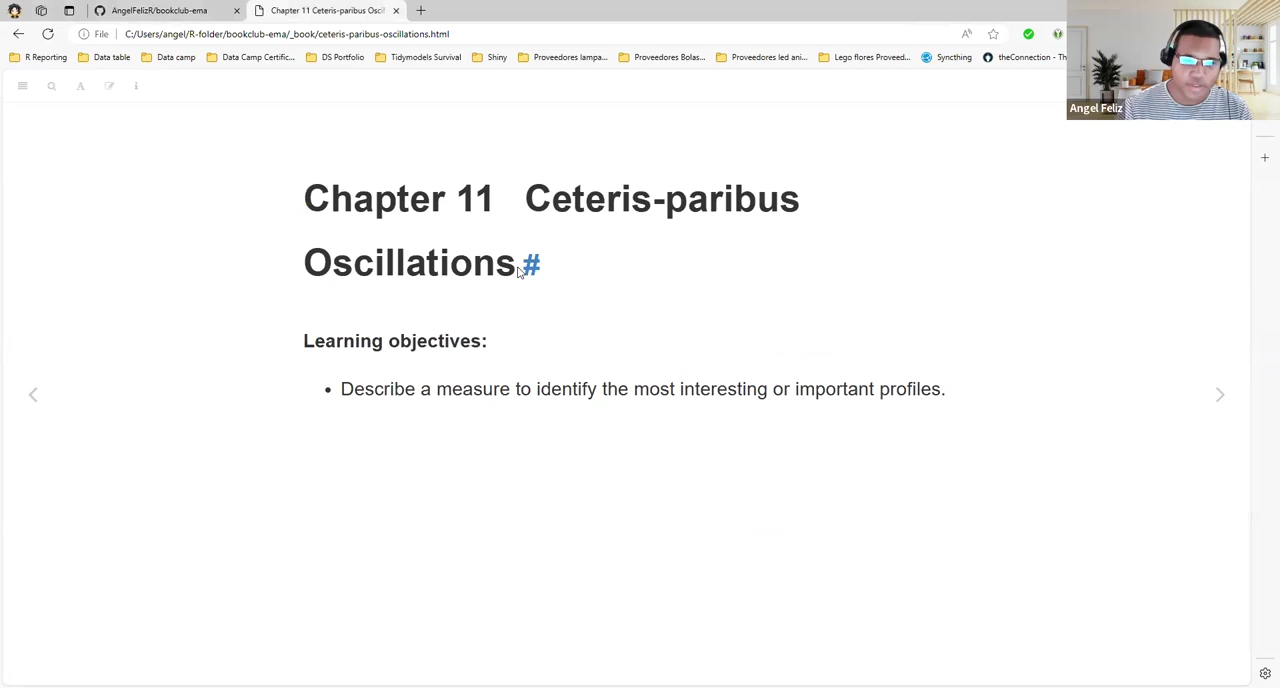 AngelFelizR/bookclub-ema
Chapter 11 Ceteris-paribus Oscil
File
C:/Users/angel/R-folder/bookclub-ema/_book/ceteris-paribus-oscillations.html
R Reporting
Data table
Data camp
Data Camp Certific...
DS Portfolio
Tidymodels Survival
Shiny
Proveedores lampa...
Proveedores Bolas...
Proveedores led ani...
Lego flores Proveed...
Syncthing
theConnection - Th
Angel Feliz
Chapter 11 Ceteris-paribus
Oscillations #
Learning objectives:
• Describe a measure to identify the most interesting or important profiles.